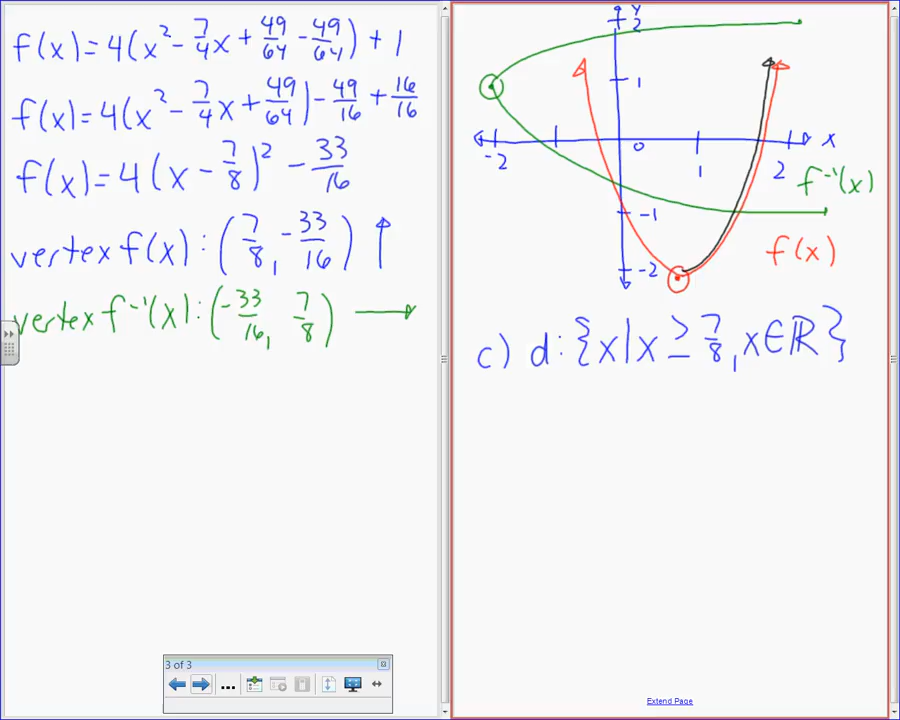 f(x)=4(x² - 7/4x + 49/64 - 49/64) + 1
f(x)=4(x² - 7/4x + 49/64) - 49/16 + 16/16
f(x)=4(x - 7/8)² - 33/16
vertex f(x): (7/8, -33/16)
vertex f⁻¹(x): (-33/16, 7/8)
Y
2
1
-2
0
1
2
x
f⁻¹(x)
-1
f(x)
-2
c) d: {x|x ≥ 7/8, x∈ℝ}
3 of 3
...
Extend Page